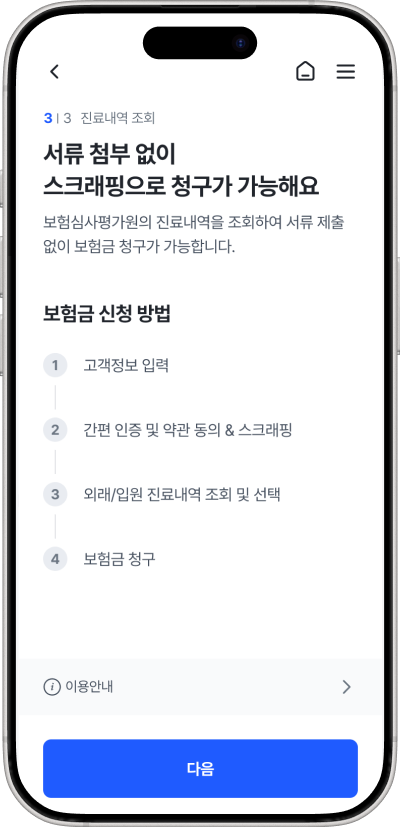 3 | 3 진료내역 조회
서류 첨부 없이
스크래핑으로 청구가 가능해요
보험심사평가원의 진료내역을 조회하여 서류 제출
없이 보험금 청구가 가능합니다.
보험금 신청 방법
1 고객정보 입력
2 간편 인증 및 약관 동의 & 스크래핑
3 외래/입원 진료내역 조회 및 선택
4 보험금 청구
i 이용안내
다음